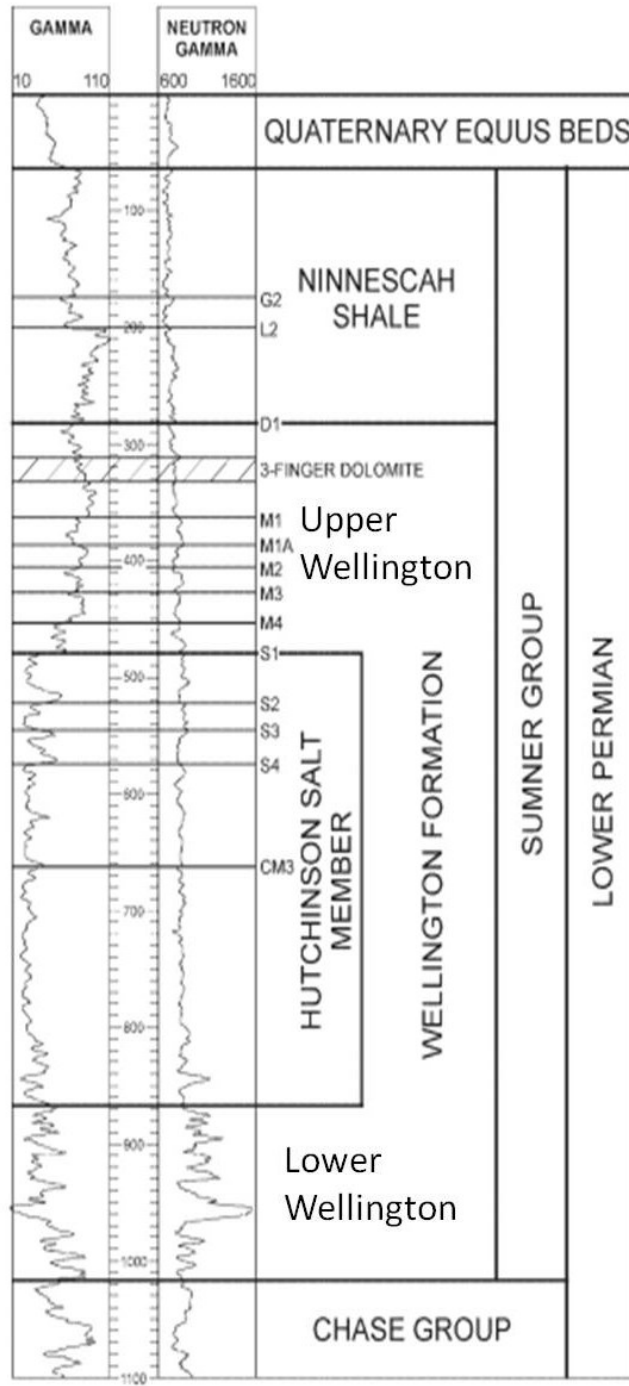 GAMMA
NEUTRON
GAMMA
10 110
600 1600
QUATERNARY EQUUS BEDS
100
NINNESCAH
SHALE
G2
200
L2
D1
300
3-FINGER DOLOMITE
M1
Upper
Wellington
M1A
400
M2
M3
M4
S1
500
S2
S3
S4
600
CM3
700
800
HUTCHINSON SALT
MEMBER
WELLINGTON FORMATION
SUMNER GROUP
LOWER PERMIAN
900
Lower
Wellington
1000
CHASE GROUP
1100